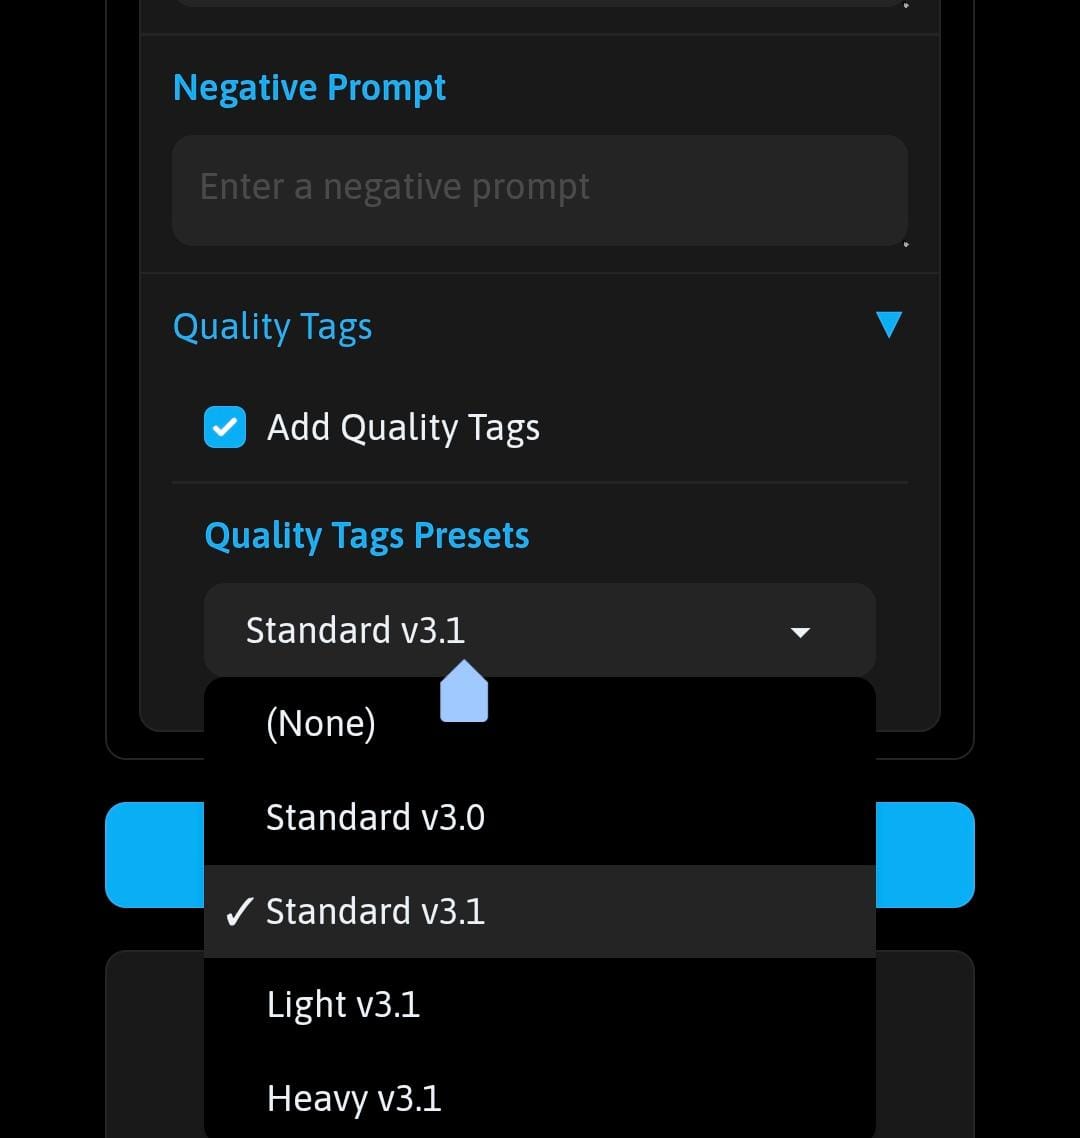 Negative Prompt
Enter a negative prompt
Quality Tags
Add Quality Tags
Quality Tags Presets
Standard v3.1
(None)
Standard v3.0
✓ Standard v3.1
Light v3.1
Heavy v3.1